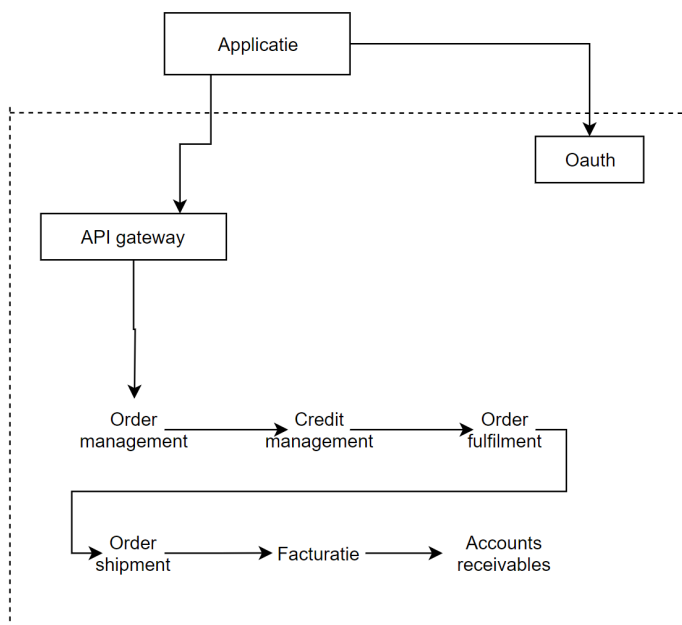 Applicatie
Oauth
API gateway
Order
management
Credit
management
Order
fulfilment
Order
shipment
Facturatie
Accounts
receivables